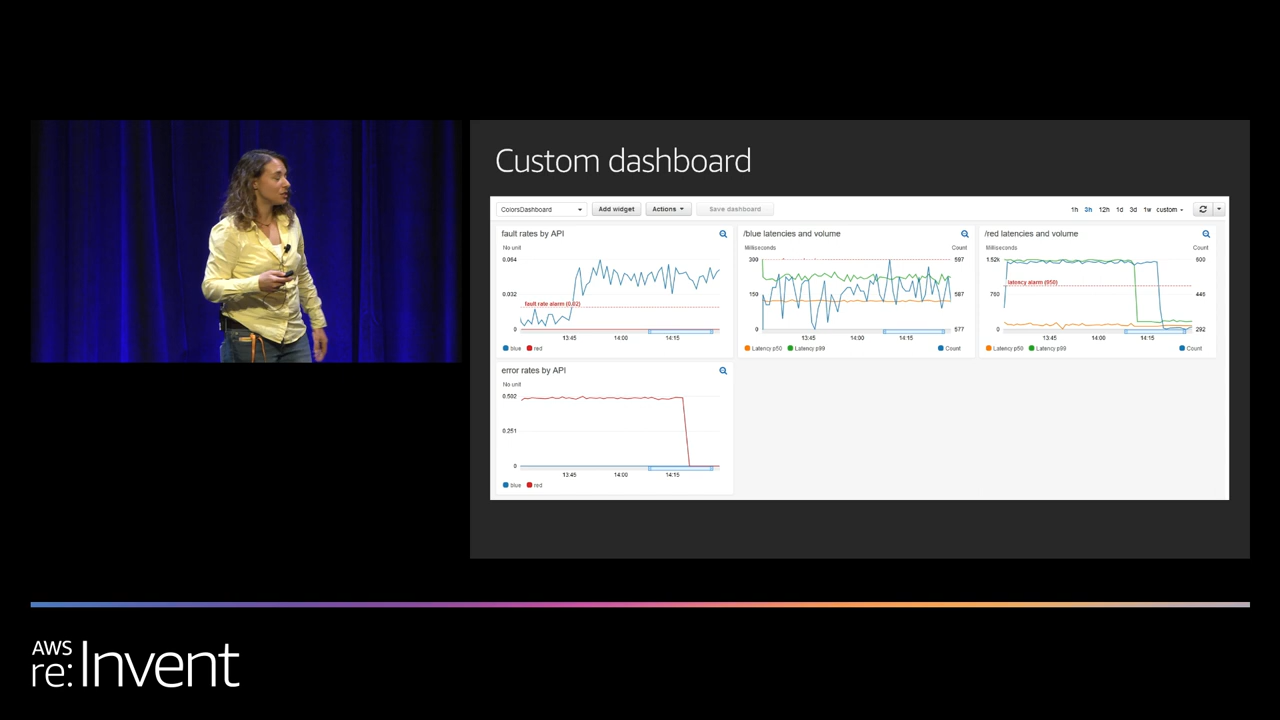 Custom dashboard
ColorsDashboard Add widget Actions Save dashboard 1h 3h 12h 1d 3d 1w custom
fault rates by API
No unit
0.064
0.032
fault rate alarm (0.02)
0
13:45 14:00 14:15
blue red
/blue latencies and volume
Milliseconds Count
300 597
150 587
0 577
13:45 14:00 14:15
Latency p50 Latency p99 Count
/red latencies and volume
Milliseconds Count
1.52K 600
latency alarm (950)
760 446
0 292
13:45 14:00 14:15
Latency p50 Latency p99 Count
error rates by API
No unit
0.502
0.251
0
13:45 14:00 14:15
blue red
AWS
re:Invent